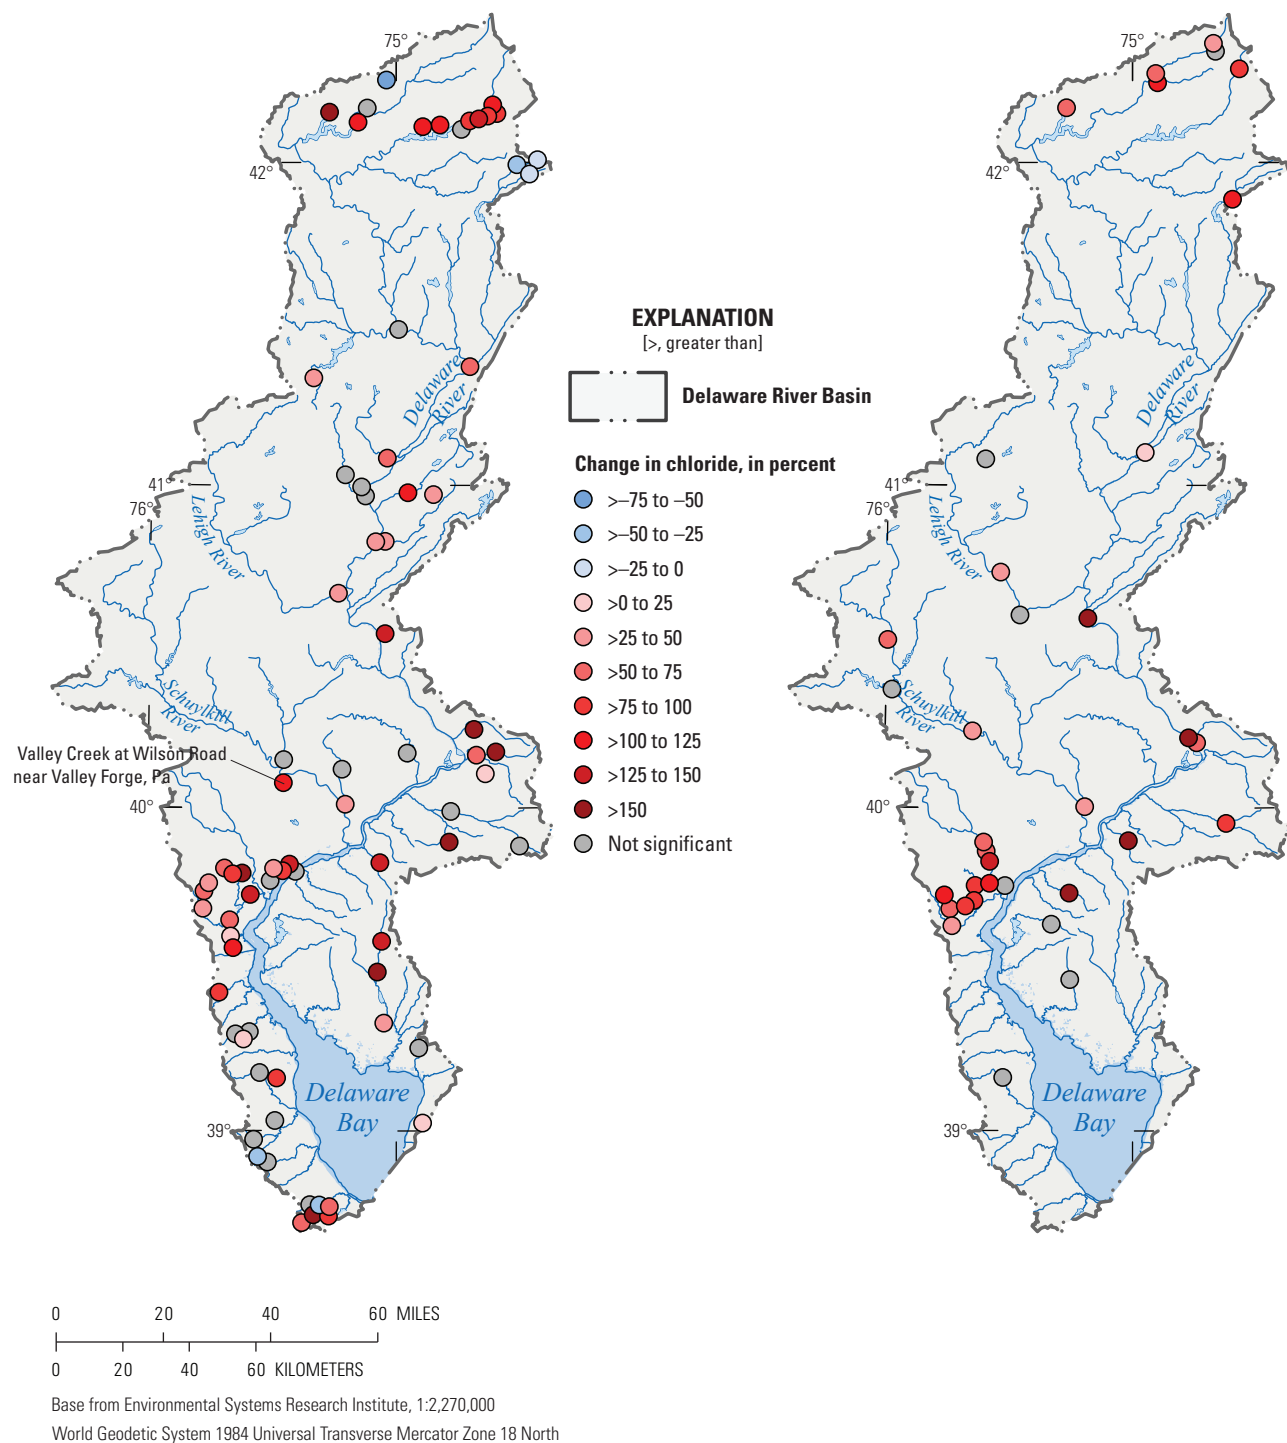 75°
42°
Delaware
River
41°
76°
Lehigh River
Schuylkill
River
Valley Creek at Wilson Road
near Valley Forge, Pa
40°
39°
Delaware
Bay
EXPLANATION
[>, greater than]
Delaware River Basin
Change in chloride, in percent
>–75 to –50
>–50 to –25
>–25 to 0
>0 to 25
>25 to 50
>50 to 75
>75 to 100
>100 to 125
>125 to 150
>150
Not significant
75°
42°
Delaware
River
41°
76°
Lehigh River
Schuylkill
River
40°
39°
Delaware
Bay
0 20 40 60 MILES
0 20 40 60 KILOMETERS
Base from Environmental Systems Research Institute, 1:2,270,000
World Geodetic System 1984 Universal Transverse Mercator Zone 18 North